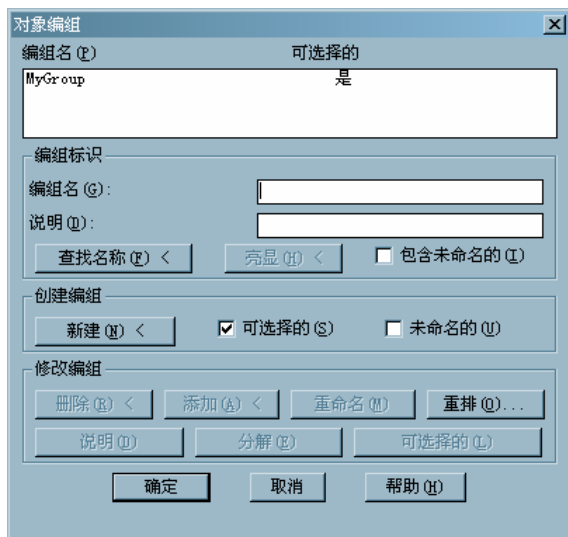 对象编组
编组名(P) 可选择的
MyGroup 是
编组标识
编组名(G):
说明(D):
查找名称(F) < 亮显(H) < 包含未命名的(I)
创建编组
新建(N) < 可选择的(S) 未命名的(U)
修改编组
删除(R) < 添加(A) < 重命名(M) 重排(O)...
说明(D) 分解(E) 可选择的(L)
确定 取消 帮助(H)